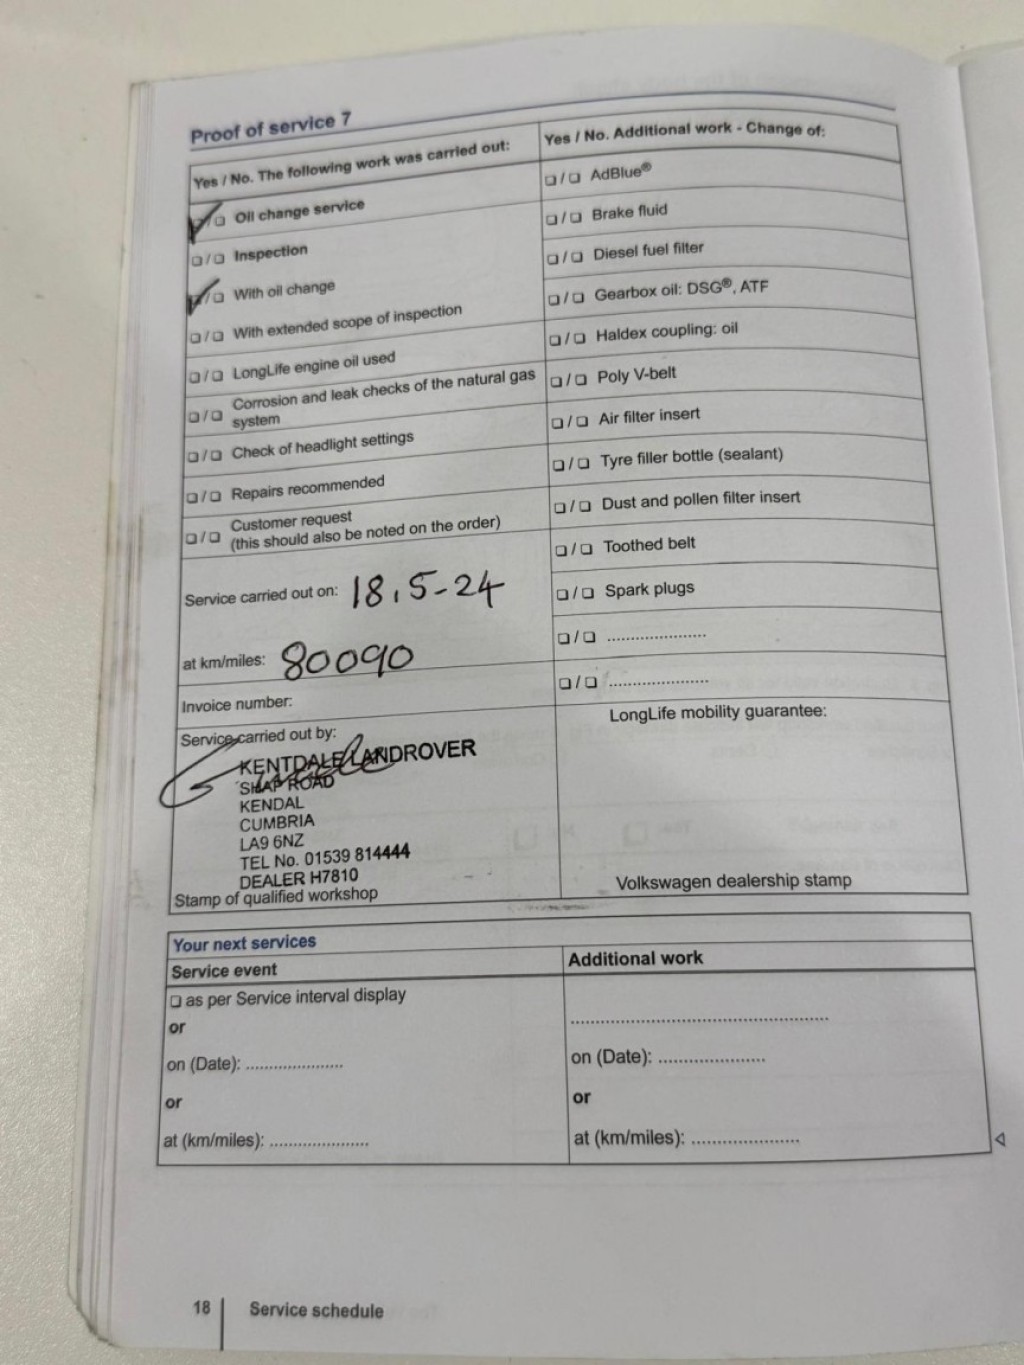 Proof of service 7
Yes / No. The following work was carried out:
☐/☐ Oil change service
☐/☐ Inspection
☐/☐ With oil change
☐/☐ With extended scope of inspection
☐/☐ LongLife engine oil used
☐/☐ Corrosion and leak checks of the natural gas
system
☐/☐ Check of headlight settings
☐/☐ Repairs recommended
☐/☐ Customer request
(this should also be noted on the order)
Service carried out on: 18.5-24
at km/miles: 80090
Invoice number:
Service carried out by:
KENTDALE LANDROVER
SHAP ROAD
KENDAL
CUMBRIA
LA9 6NZ
TEL No. 01539 814444
DEALER H7810
Stamp of qualified workshop
Yes / No. Additional work - Change of:
☐/☐ AdBlue®
☐/☐ Brake fluid
☐/☐ Diesel fuel filter
☐/☐ Gearbox oil: DSG®, ATF
☐/☐ Haldex coupling: oil
☐/☐ Poly V-belt
☐/☐ Air filter insert
☐/☐ Tyre filler bottle (sealant)
☐/☐ Dust and pollen filter insert
☐/☐ Toothed belt
☐/☐ Spark plugs
☐/☐ .....................
☐/☐ .....................
LongLife mobility guarantee:
Volkswagen dealership stamp
Your next services
Service event
☐ as per Service interval display
or
on (Date): .....................
or
at (km/miles): .....................
Additional work
.....................................................
on (Date): .....................
or
at (km/miles): .....................
18 Service schedule